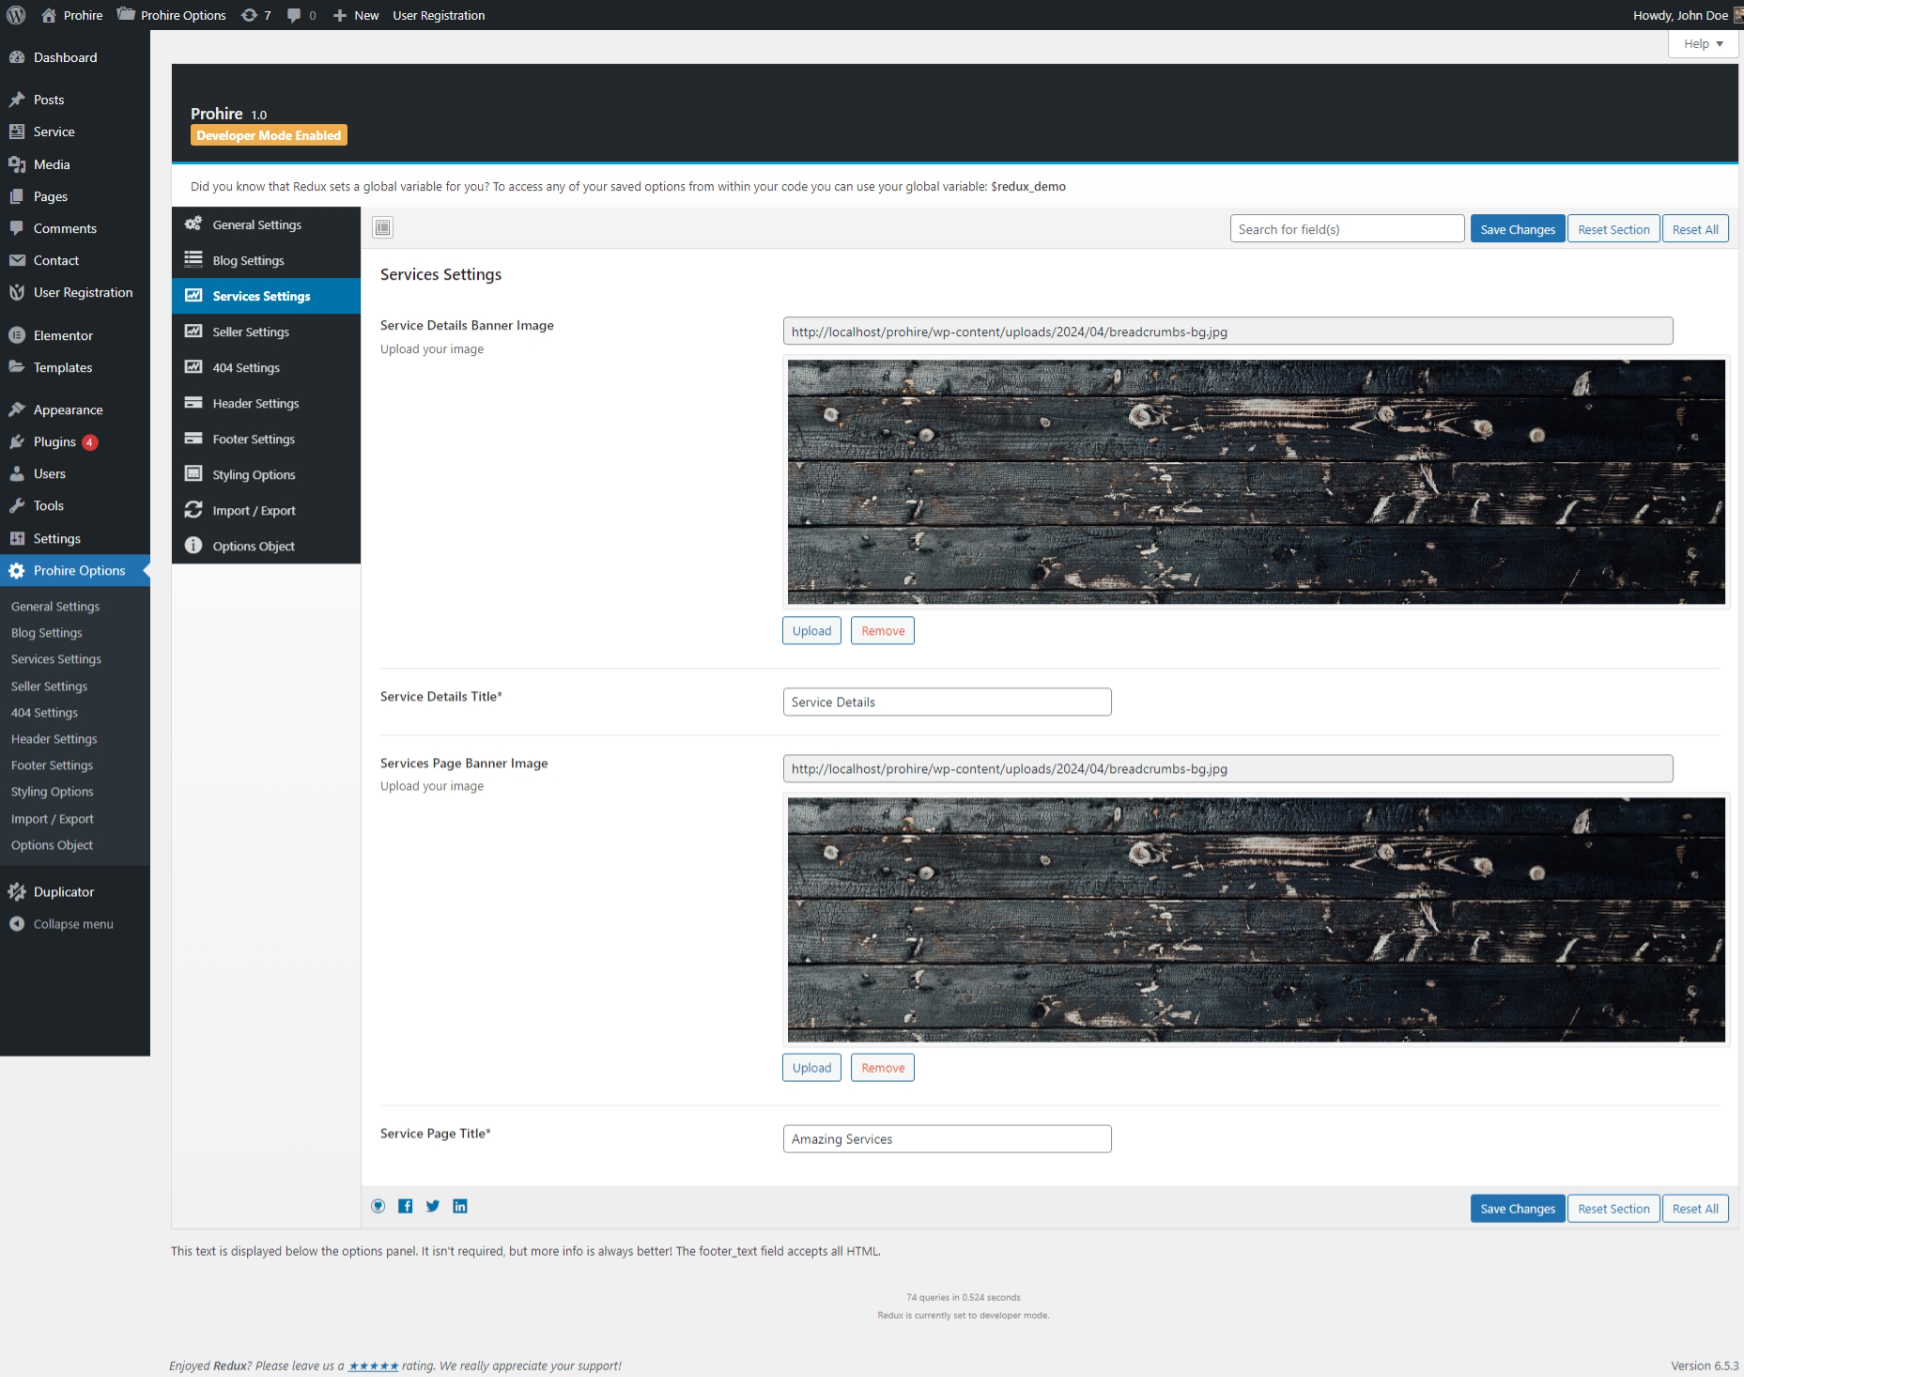 Prohire
Prohire Options
7
0
New
User Registration
Howdy, John Doe
Help
Dashboard
Posts
Service
Media
Pages
Comments
Contact
User Registration
Elementor
Templates
Appearance
Plugins 4
Users
Tools
Settings
Prohire Options
General Settings
Blog Settings
Services Settings
Seller Settings
404 Settings
Header Settings
Footer Settings
Styling Options
Import / Export
Options Object
Duplicator
Collapse menu
Prohire 1.0
Developer Mode Enabled
Did you know that Redux sets a global variable for you? To access any of your saved options from within your code you can use your global variable: $redux_demo
General Settings
Blog Settings
Services Settings
Seller Settings
404 Settings
Header Settings
Footer Settings
Styling Options
Import / Export
Options Object
Search for field(s)
Save Changes
Reset Section
Reset All
Services Settings
Service Details Banner Image
Upload your image
http://localhost/prohire/wp-content/uploads/2024/04/breadcrumbs-bg.jpg
Upload
Remove
Service Details Title*
Service Details
Services Page Banner Image
Upload your image
http://localhost/prohire/wp-content/uploads/2024/04/breadcrumbs-bg.jpg
Upload
Remove
Service Page Title*
Amazing Services
Save Changes
Reset Section
Reset All
This text is displayed below the options panel. It isn't required, but more info is always better! The footer_text field accepts all HTML.
74 queries in 0.524 seconds
Redux is currently set to developer mode.
Enjoyed Redux? Please leave us a ★★★★★ rating. We really appreciate your support!
Version 6.5.3